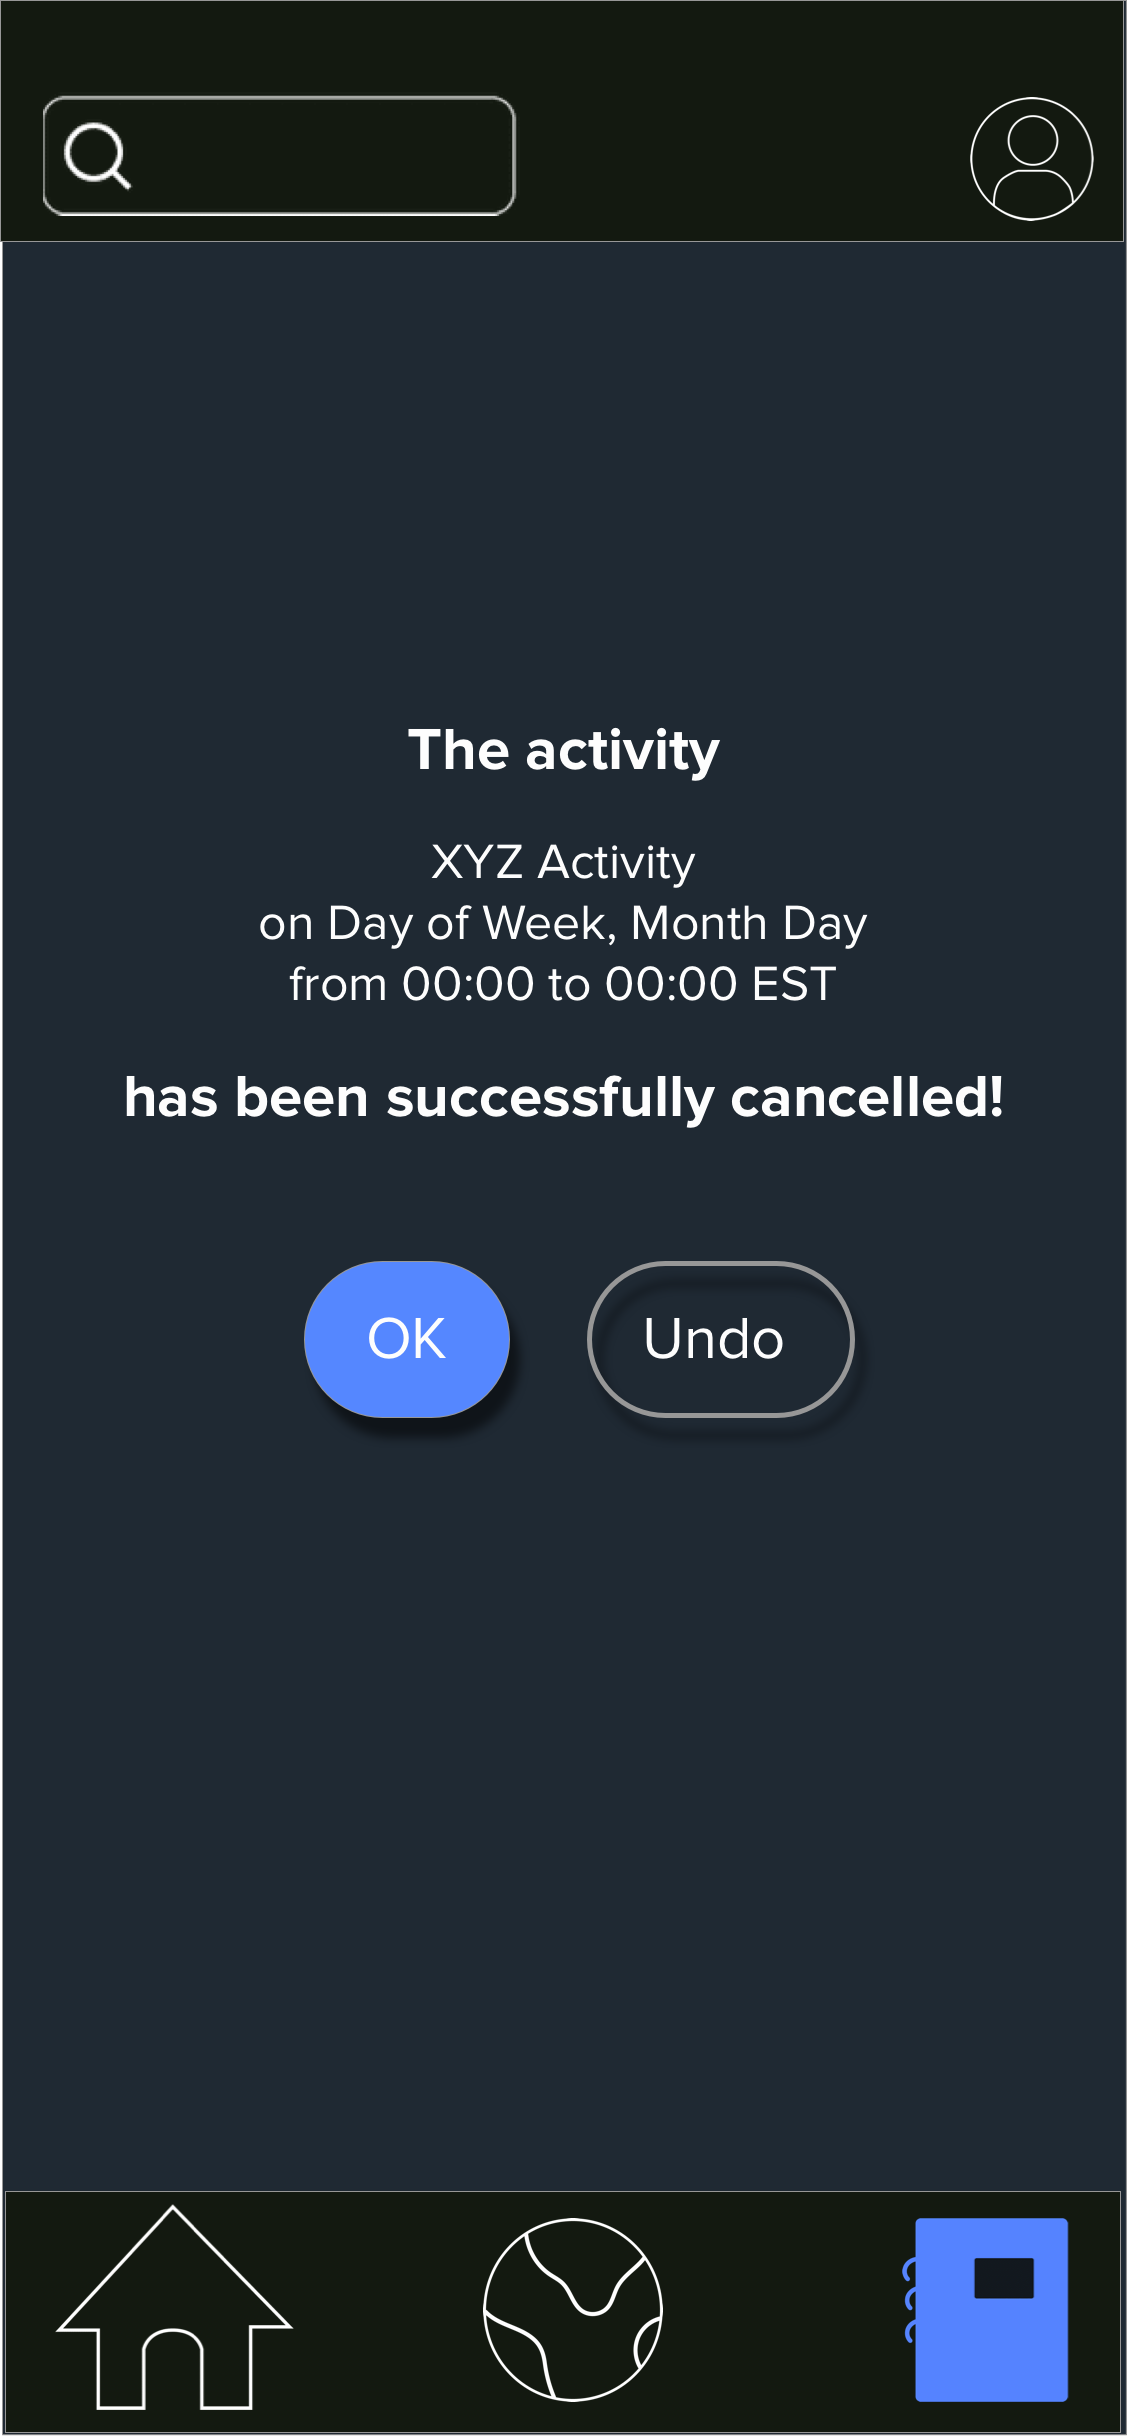 The activity
XYZ Activity
on Day of Week, Month Day
from 00:00 to 00:00 EST
has been successfully cancelled!
OK
Undo